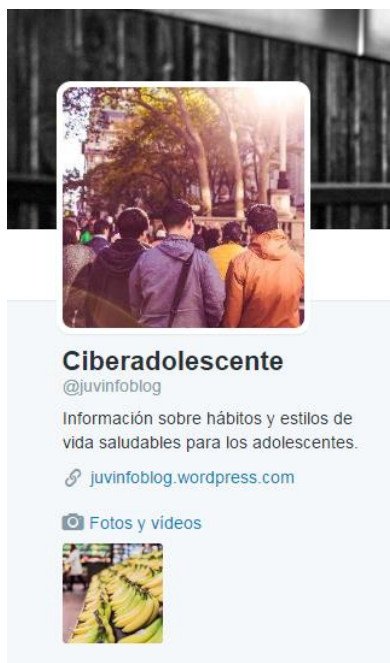 Ciberadolescente
@juvinfoblog
Información sobre hábitos y estilos de
vida saludables para los adolescentes.
juvinfoblog.wordpress.com
Fotos y vídeos